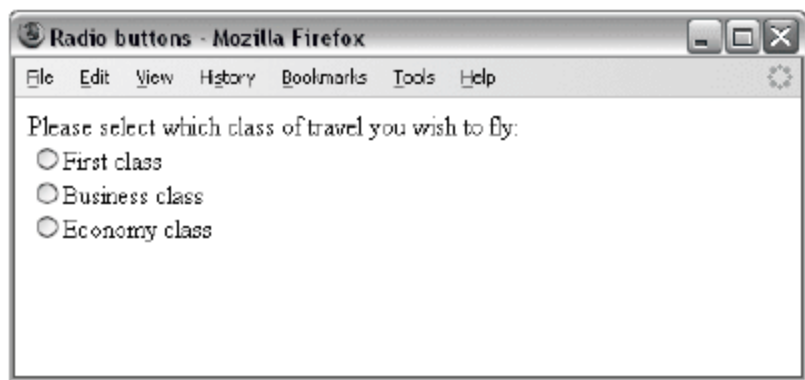 Radio buttons - Mozilla Firefox
File Edit View History Bookmarks Tools Help
Please select which class of travel you wish to fly:
First class
Business class
Economy class